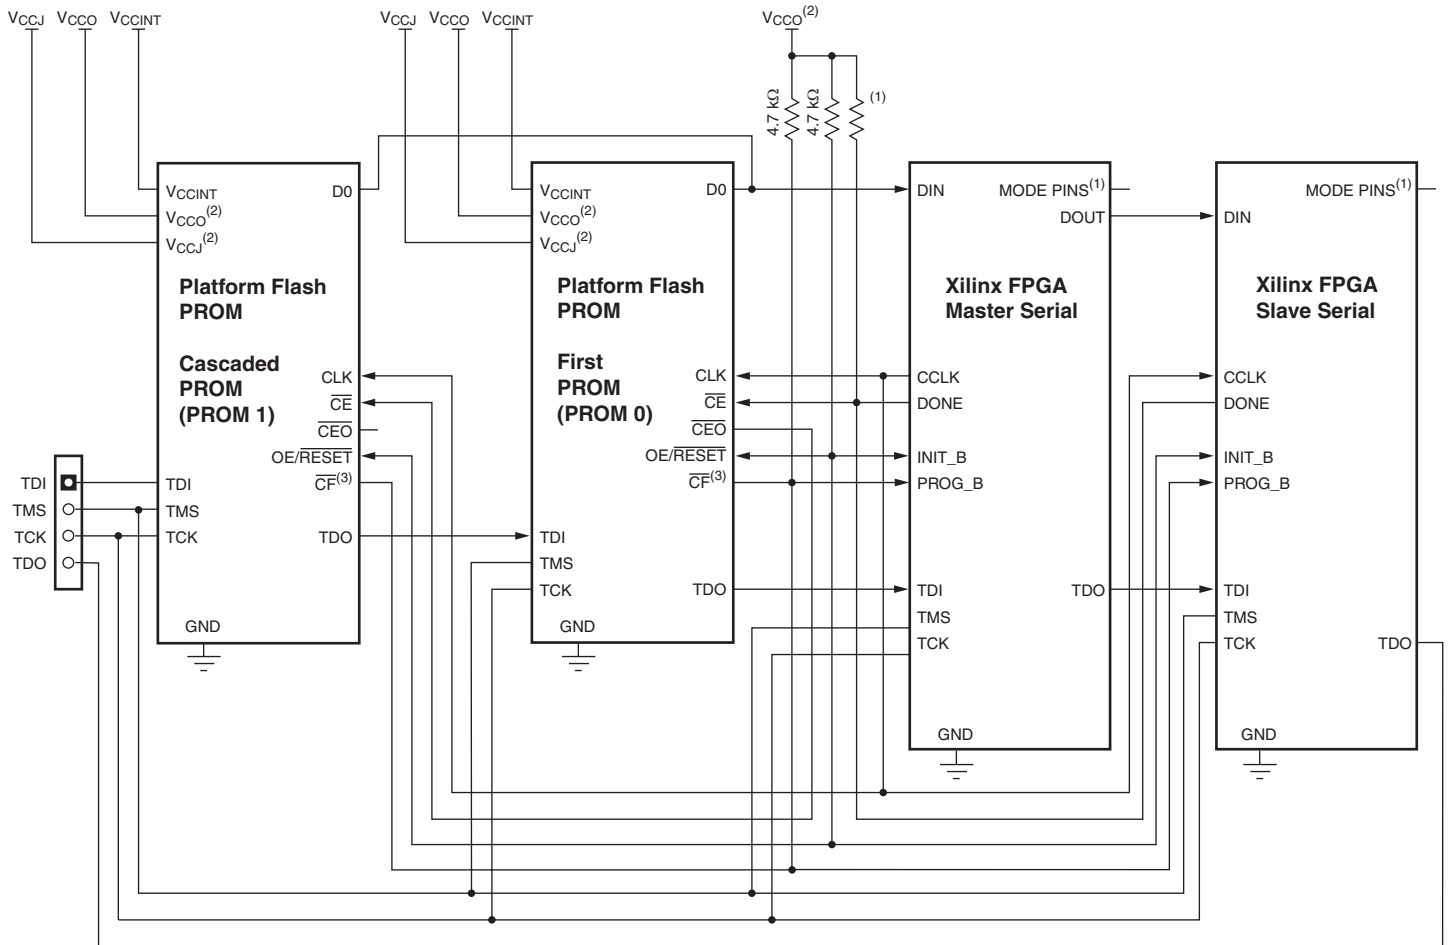 VCCJ VCCO VCCINT
VCCJ VCCO VCCINT
VCCO(2)
4.7 kΩ
4.7 kΩ
(1)
VCCINT
VCCO(2)
VCCJ(2)
D0
Platform Flash
PROM
Cascaded
PROM
(PROM 1)
CLK
CE
CEO
OE/RESET
CF(3)
TDI
TMS
TCK
TDO
GND
TDI
TMS
TCK
TDO
VCCINT
VCCO(2)
VCCJ(2)
D0
Platform Flash
PROM
First
PROM
(PROM 0)
CLK
CE
CEO
OE/RESET
CF(3)
TDI
TMS
TCK
TDO
GND
DIN
MODE PINS(1)
DOUT
Xilinx FPGA
Master Serial
CCLK
DONE
INIT_B
PROG_B
TDI
TMS
TCK
TDO
GND
MODE PINS(1)
DIN
Xilinx FPGA
Slave Serial
CCLK
DONE
INIT_B
PROG_B
TDI
TMS
TCK
TDO
GND